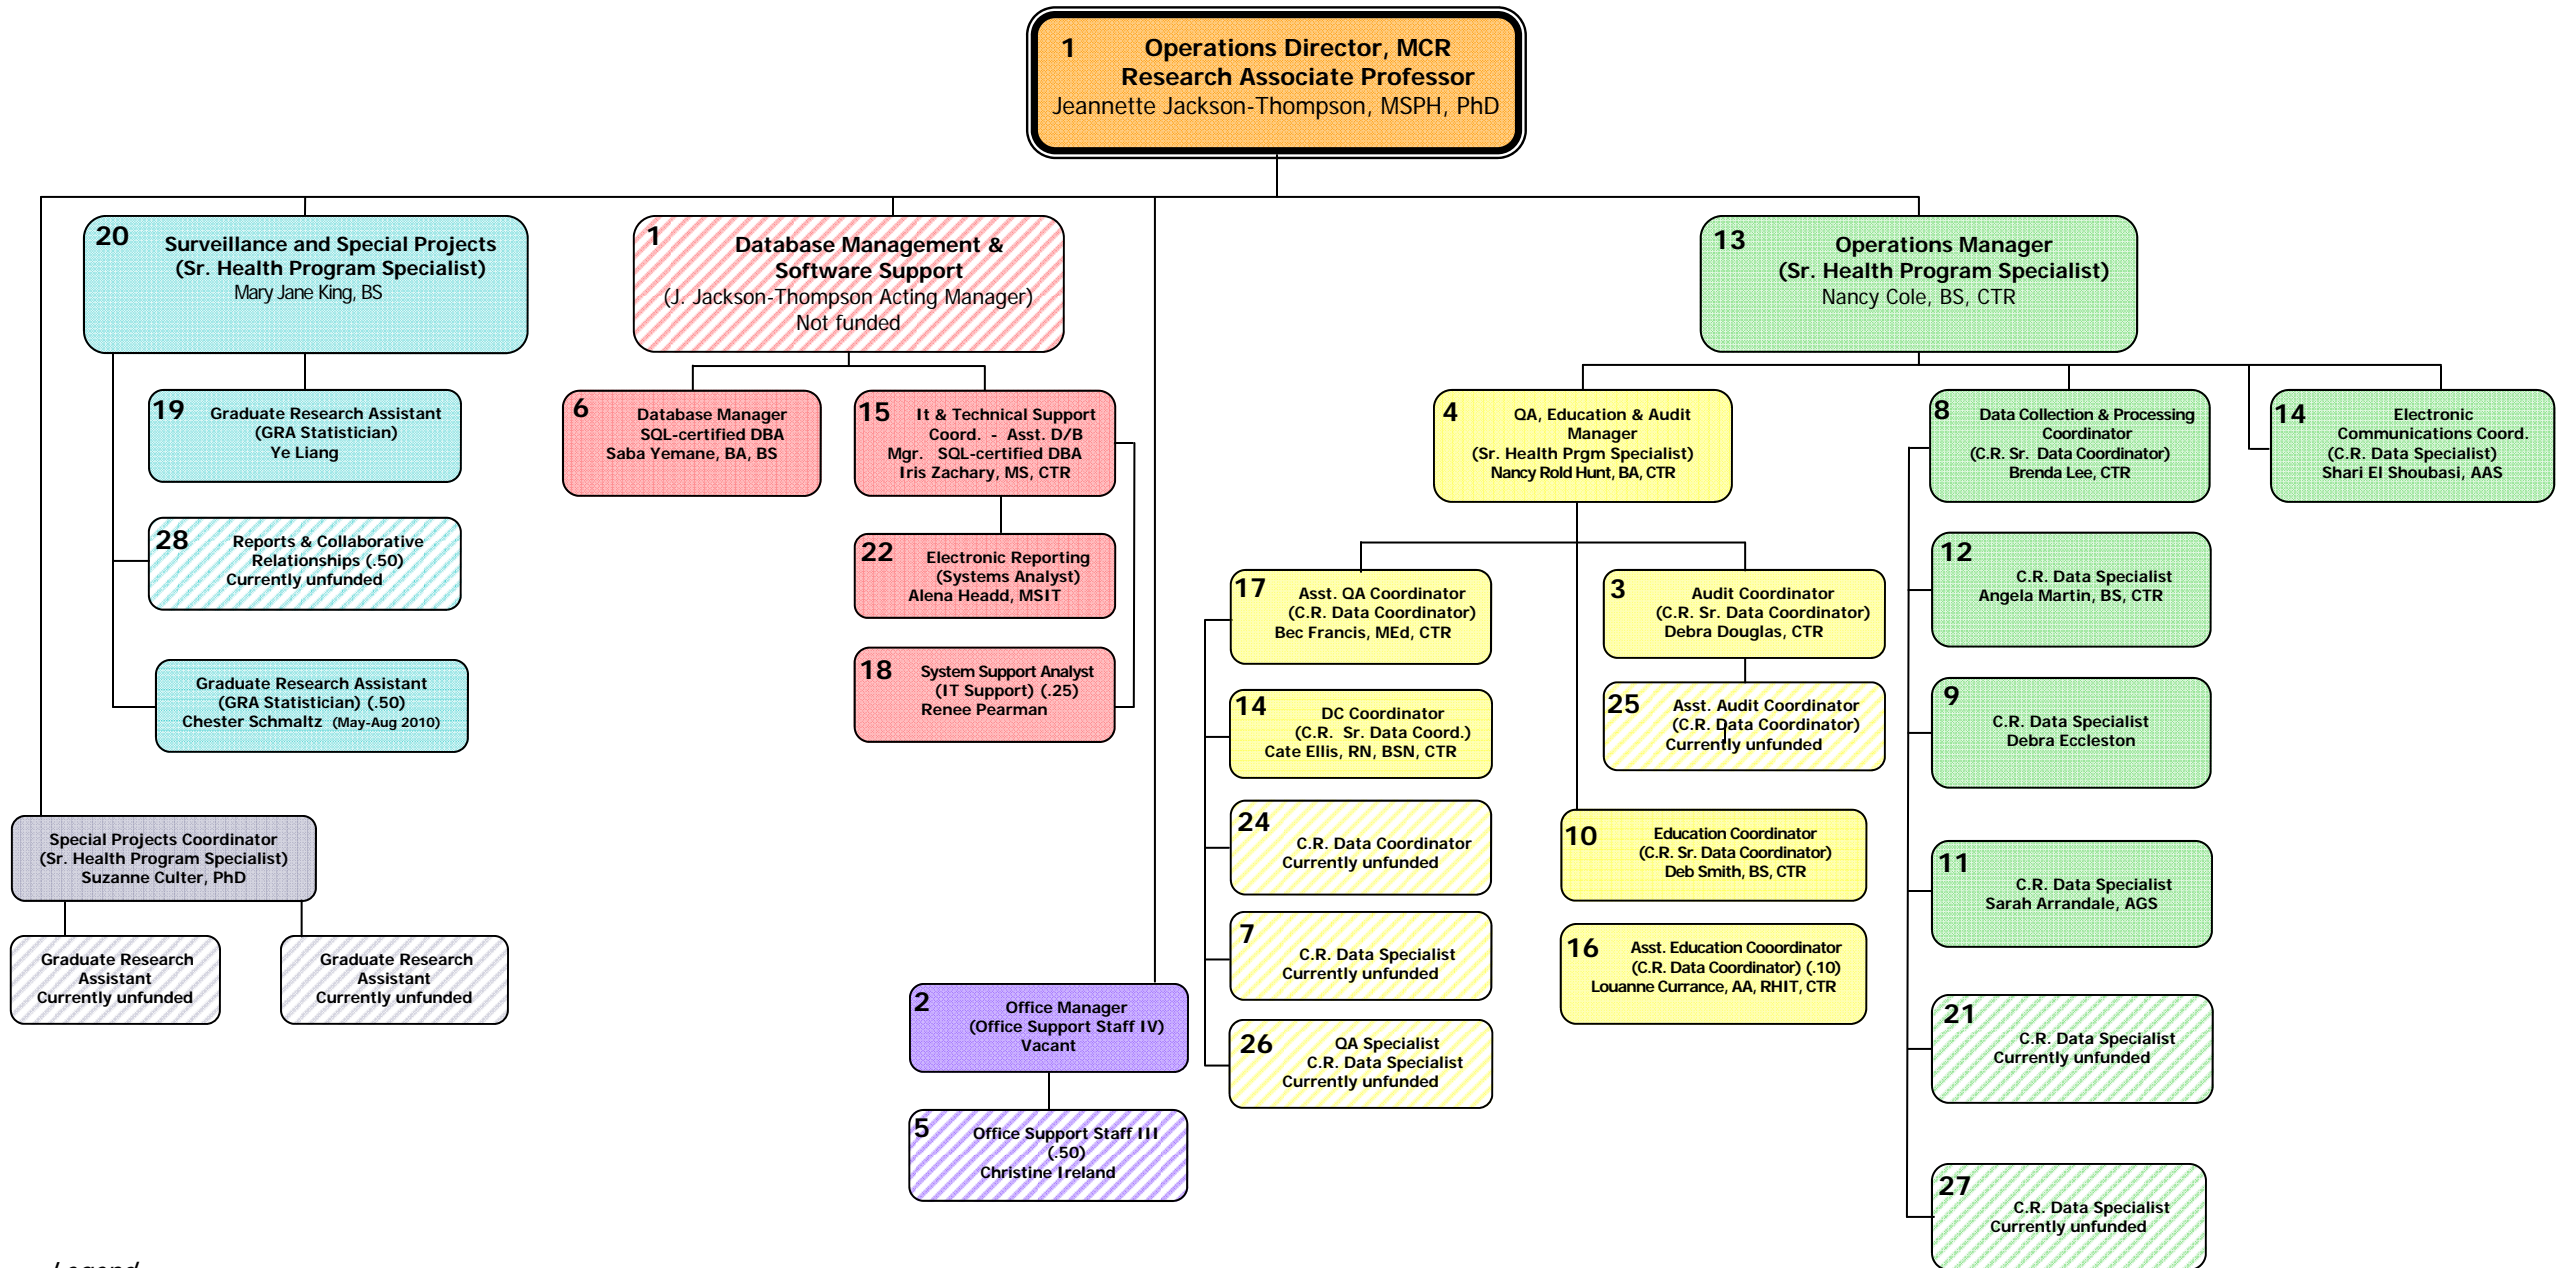 1 Operations Director, MCR
Research Associate Professor
Jeannette Jackson-Thompson, MSPH, PhD
20 Surveillance and Special Projects
(Sr. Health Program Specialist)
Mary Jane King, BS
1 Database Management &
Software Support
(J. Jackson-Thompson Acting Manager)
Not funded
13 Operations Manager
(Sr. Health Program Specialist)
Nancy Cole, BS, CTR
19 Graduate Research Assistant
(GRA Statistician)
Ye Liang
28 Reports & Collaborative
Relationships (.50)
Currently unfunded
Graduate Research Assistant
(GRA Statistician) (.50)
Chester Schmaltz (May-Aug 2010)
Special Projects Coordinator
(Sr. Health Program Specialist)
Suzanne Culter, PhD
Graduate Research
Assistant
Currently unfunded
Graduate Research
Assistant
Currently unfunded
6 Database Manager
SQL-certified DBA
Saba Yemane, BA, BS
15 It & Technical Support
Coord. - Asst. D/B
Mgr. SQL-certified DBA
Iris Zachary, MS, CTR
22 Electronic Reporting
(Systems Analyst)
Alena Headd, MSIT
18 System Support Analyst
(IT Support) (.25)
Renee Pearman
2 Office Manager
(Office Support Staff IV)
Vacant
5 Office Support Staff III
(.50)
Christine Ireland
4 QA, Education & Audit
Manager
(Sr. Health Prgm Specialist)
Nancy Rold Hunt, BA, CTR
17 Asst. QA Coordinator
(C.R. Data Coordinator)
Bec Francis, MEd, CTR
14 DC Coordinator
(C.R. Sr. Data Coord.)
Cate Ellis, RN, BSN, CTR
24
C.R. Data Coordinator
Currently unfunded
7
C.R. Data Specialist
Currently unfunded
26 QA Specialist
C.R. Data Specialist
Currently unfunded
3 Audit Coordinator
(C.R. Sr. Data Coordinator)
Debra Douglas, CTR
25 Asst. Audit Coordinator
(C.R. Data Coordinator)
Currently unfunded
10 Education Coordinator
(C.R. Sr. Data Coordinator)
Deb Smith, BS, CTR
16 Asst. Education Cooordinator
(C.R. Data Coordinator) (.10)
Louanne Currance, AA, RHIT, CTR
8 Data Collection & Processing
Coordinator
(C.R. Sr. Data Coordinator)
Brenda Lee, CTR
12
C.R. Data Specialist
Angela Martin, BS, CTR
9
C.R. Data Specialist
Debra Eccleston
11
C.R. Data Specialist
Sarah Arrandale, AGS
21
C.R. Data Specialist
Currently unfunded
27
C.R. Data Specialist
Currently unfunded
14 Electronic
Communications Coord.
(C.R. Data Specialist)
Shari El Shoubasi, AAS
Legend